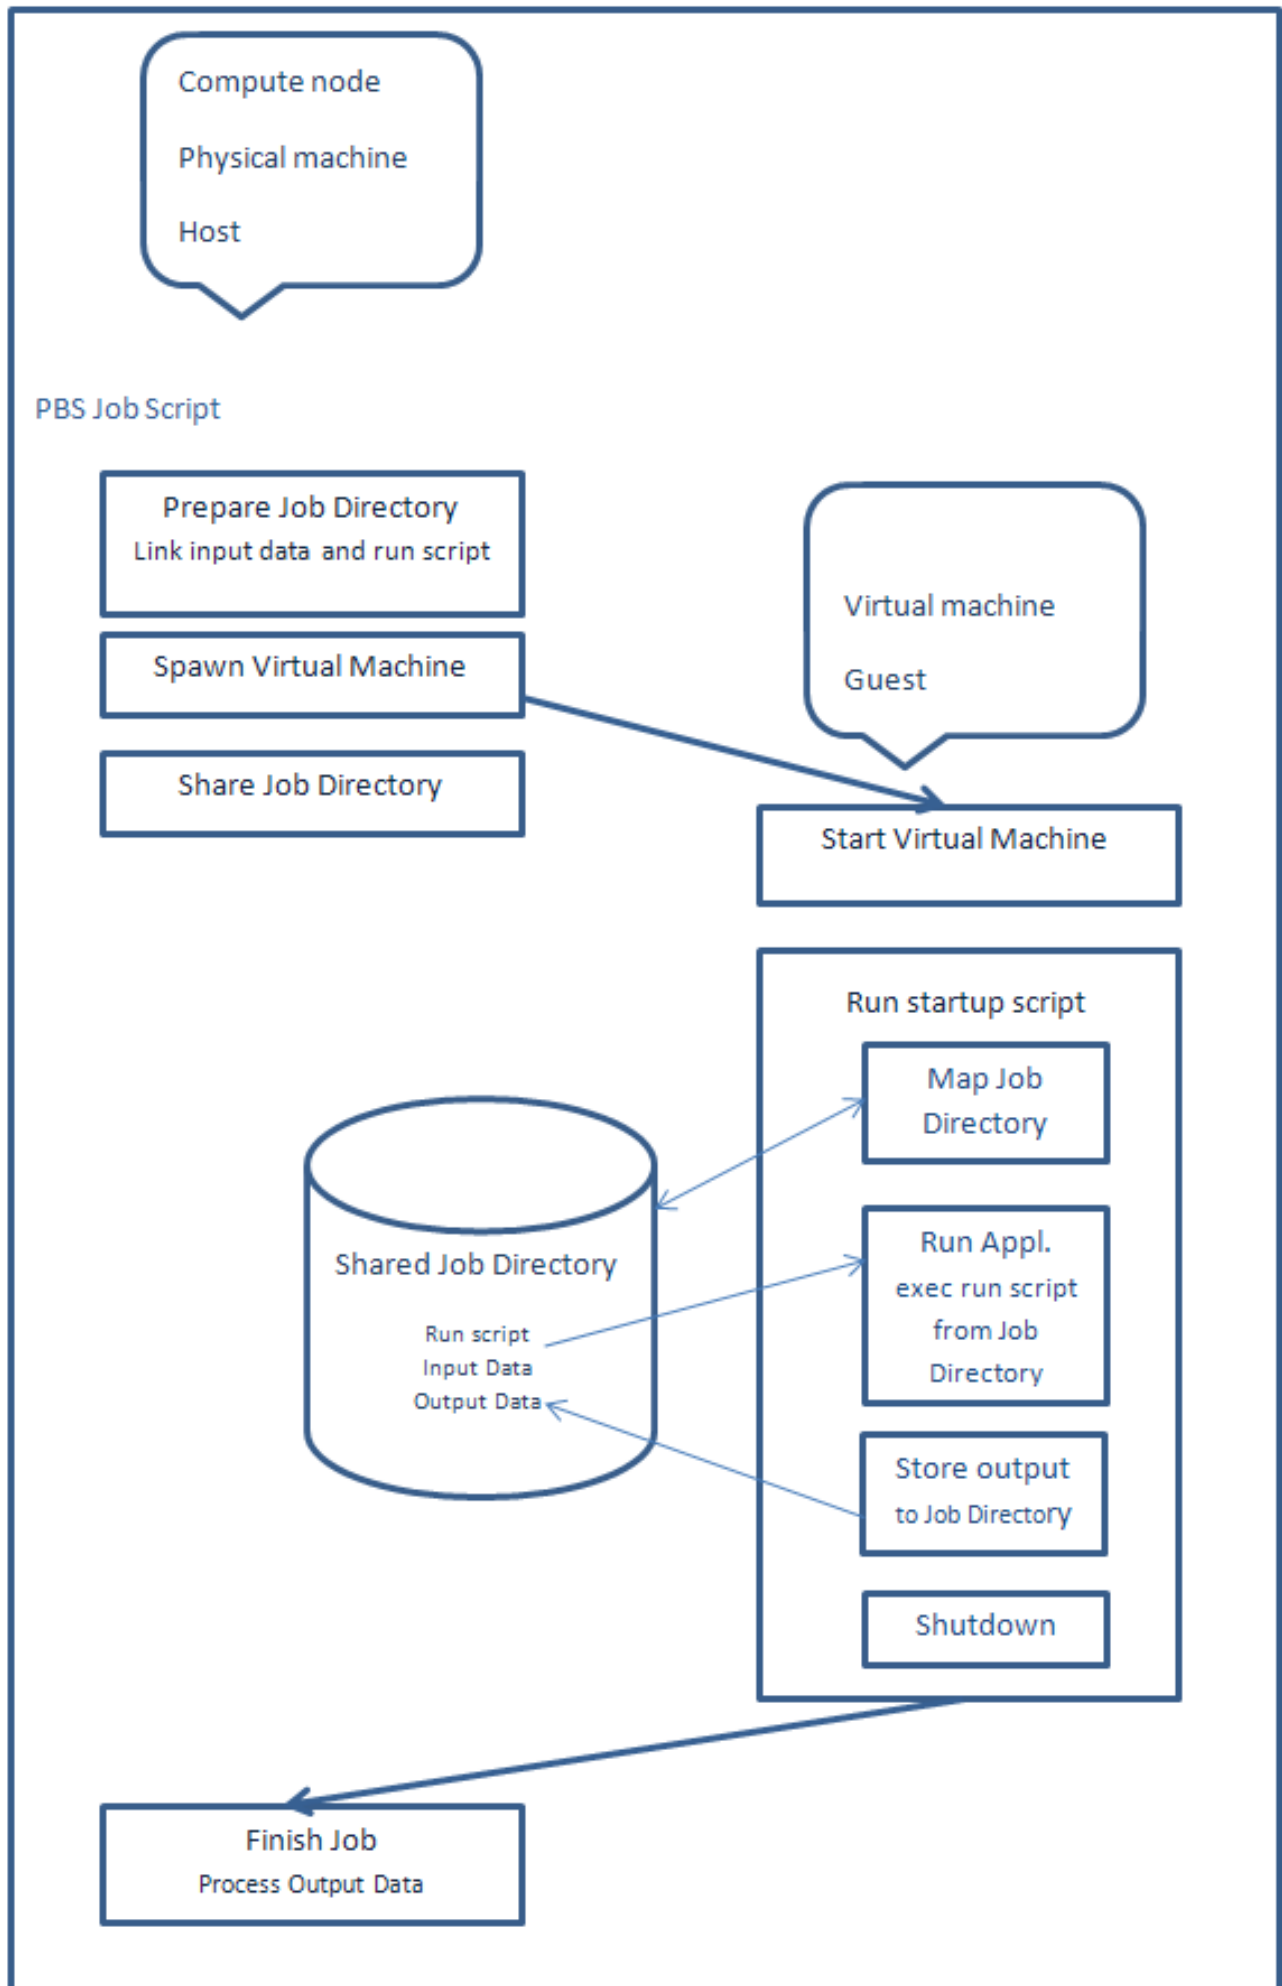 Compute node
Physical machine
Host
PBS Job Script
Prepare Job Directory
Link input data and run script
Spawn Virtual Machine
Share Job Directory
Virtual machine
Guest
Start Virtual Machine
Run startup script
Map Job
Directory
Run Appl.
exec run script
from Job
Directory
Store output
to Job Directory
Shutdown
Shared Job Directory
Run script
Input Data
Output Data
Finish Job
Process Output Data